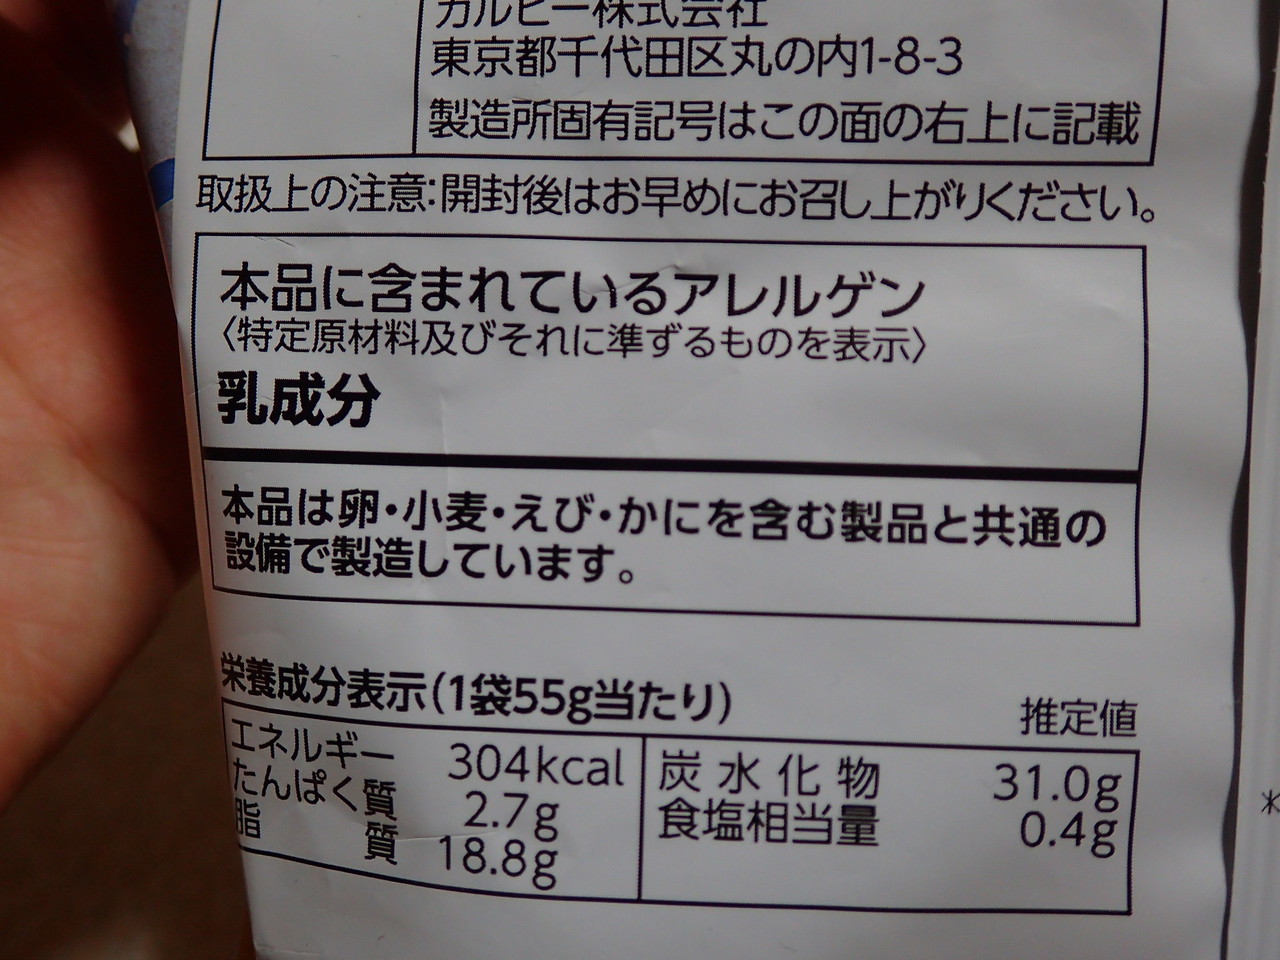 カルビー株式会社
東京都千代田区丸の内1-8-3
製造所固有記号はこの面の右上に記載
取扱上の注意:開封後はお早めにお召し上がりください。
本品に含まれているアレルゲン
〈特定原材料及びそれに準ずるものを表示〉
乳成分
本品は卵・小麦・えび・かにを含む製品と共通の
設備で製造しています。
栄養成分表示(1袋55g当たり)
推定値
エネルギー 304kcal
たんぱく質 2.7g
脂質 18.8g
炭水化物 31.0g
食塩相当量 0.4g
*